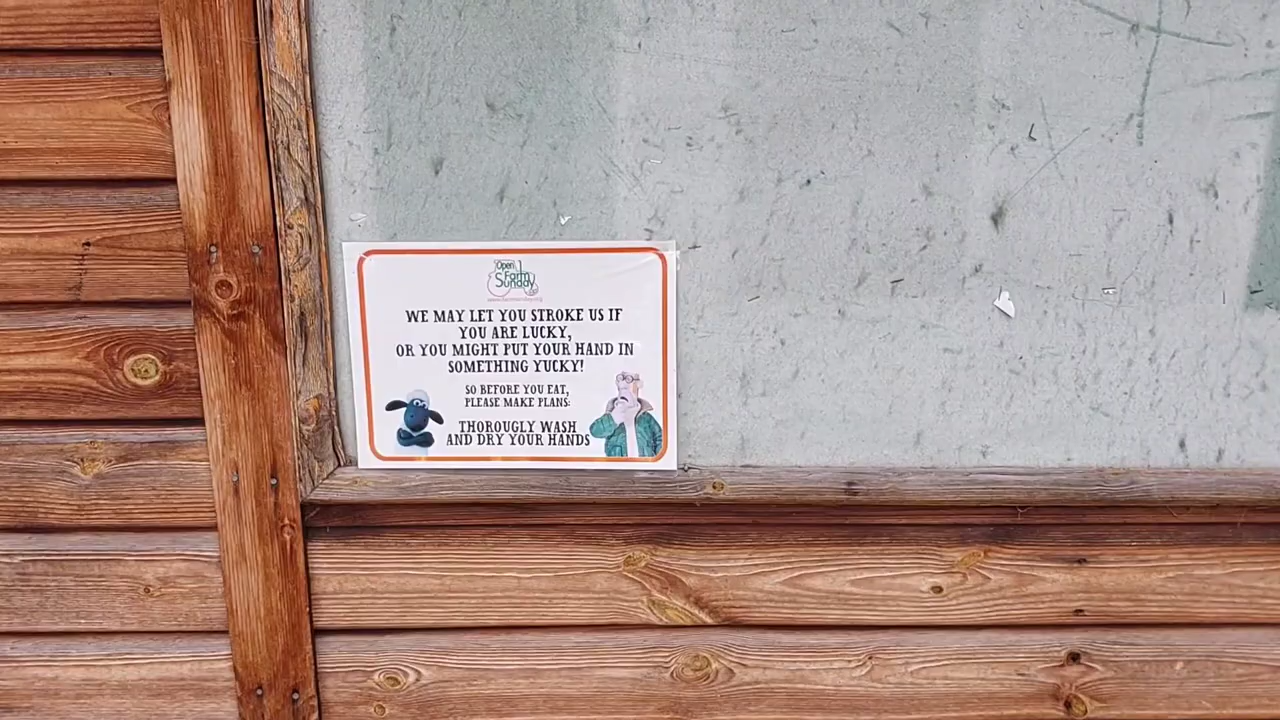 Open
Farm
Sunday
WE MAY LET YOU STROKE US IF
YOU ARE LUCKY,
OR YOU MIGHT PUT YOUR HAND IN
SOMETHING YUCKY!
SO BEFORE YOU EAT,
PLEASE MAKE PLANS:
THOROUGLY WASH
AND DRY YOUR HANDS